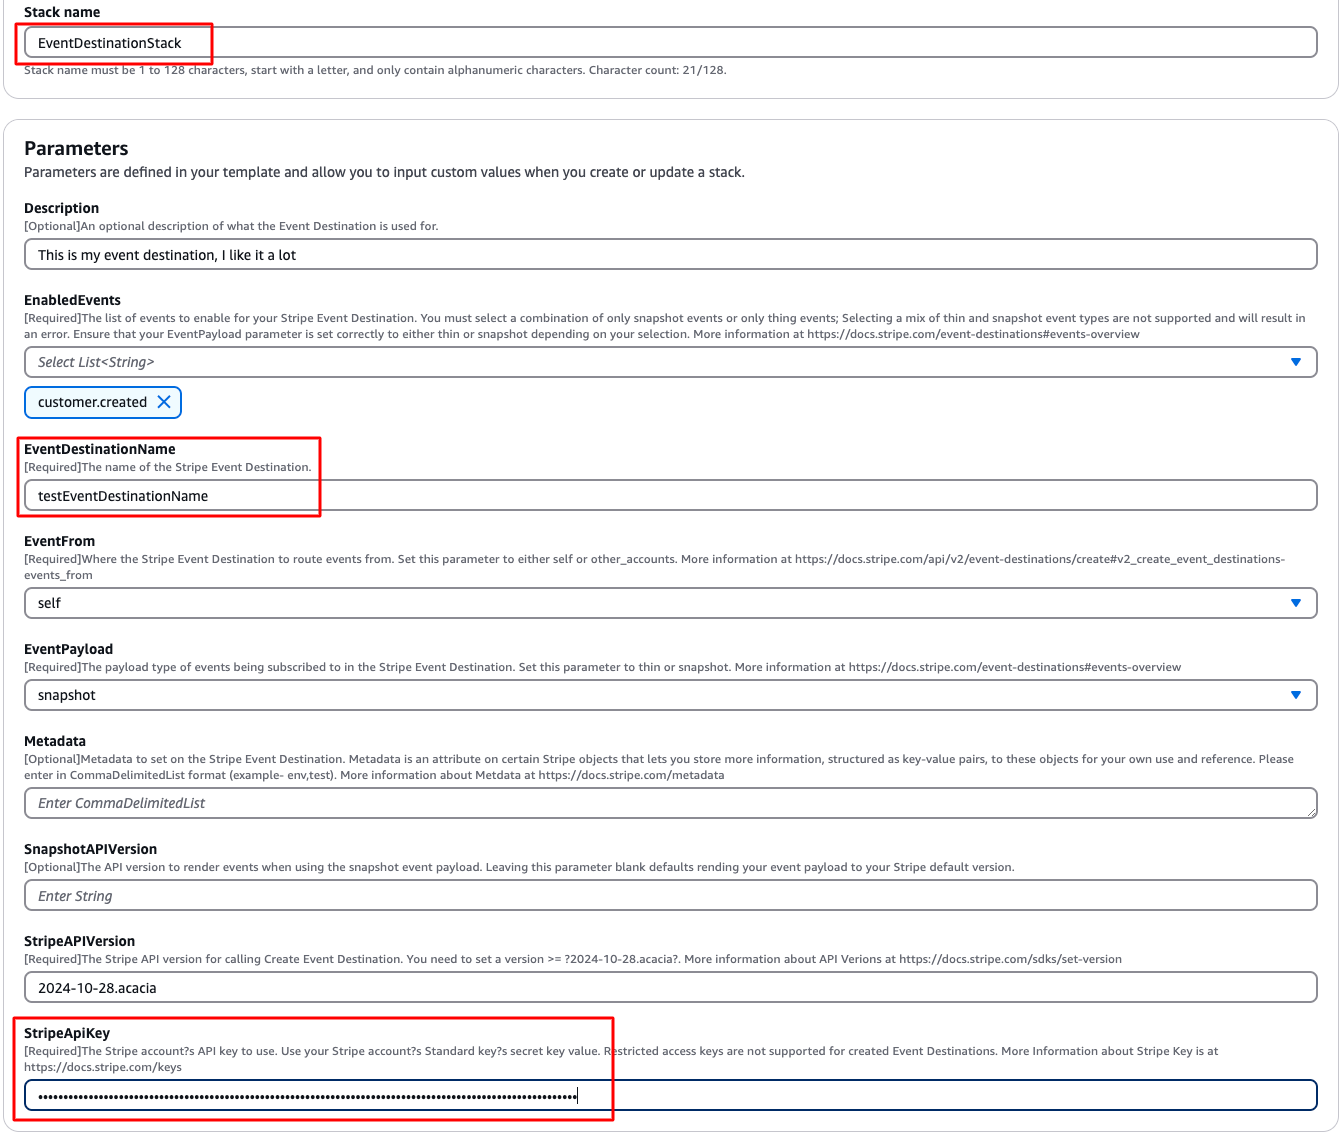 Stack name
EventDestinationStack
Stack name must be 1 to 128 characters, start with a letter, and only contain alphanumeric characters. Character count: 21/128.
Parameters
Parameters are defined in your template and allow you to input custom values when you create or update a stack.
Description
[Optional]An optional description of what the Event Destination is used for.
This is my event destination, I like it a lot
EnabledEvents
[Required]The list of events to enable for your Stripe Event Destination. You must select a combination of only snapshot events or only thing events; Selecting a mix of thin and snapshot event types are not supported and will result in
an error. Ensure that your EventPayload parameter is set correctly to either thin or snapshot depending on your selection. More information at https://docs.stripe.com/event-destinations#events-overview
Select List<String>
customer.created
EventDestinationName
[Required]The name of the Stripe Event Destination.
testEventDestinationName
EventFrom
[Required]Where the Stripe Event Destination to route events from. Set this parameter to either self or other_accounts. More information at https://docs.stripe.com/api/v2/event-destinations/create#v2_create_event_destinations-
events_from
self
EventPayload
[Required]The payload type of events being subscribed to in the Stripe Event Destination. Set this parameter to thin or snapshot. More information at https://docs.stripe.com/event-destinations#events-overview
snapshot
Metadata
[Optional]Metadata to set on the Stripe Event Destination. Metadata is an attribute on certain Stripe objects that lets you store more information, structured as key-value pairs, to these objects for your own use and reference. Please
enter in CommaDelimitedList format (example- env,test). More information about Metdata at https://docs.stripe.com/metadata
Enter CommaDelimitedList
SnapshotAPIVersion
[Optional]The API version to render events when using the snapshot event payload. Leaving this parameter blank defaults rending your event payload to your Stripe default version.
Enter String
StripeAPIVersion
[Required]The Stripe API version for calling Create Event Destination. You need to set a version >= ?2024-10-28.acacia?. More information about API Verions at https://docs.stripe.com/sdks/set-version
2024-10-28.acacia
StripeApiKey
[Required]The Stripe account?s API key to use. Use your Stripe account?s Standard key?s secret key value. Restricted access keys are not supported for created Event Destinations. More Information about Stripe Key is at
https://docs.stripe.com/keys